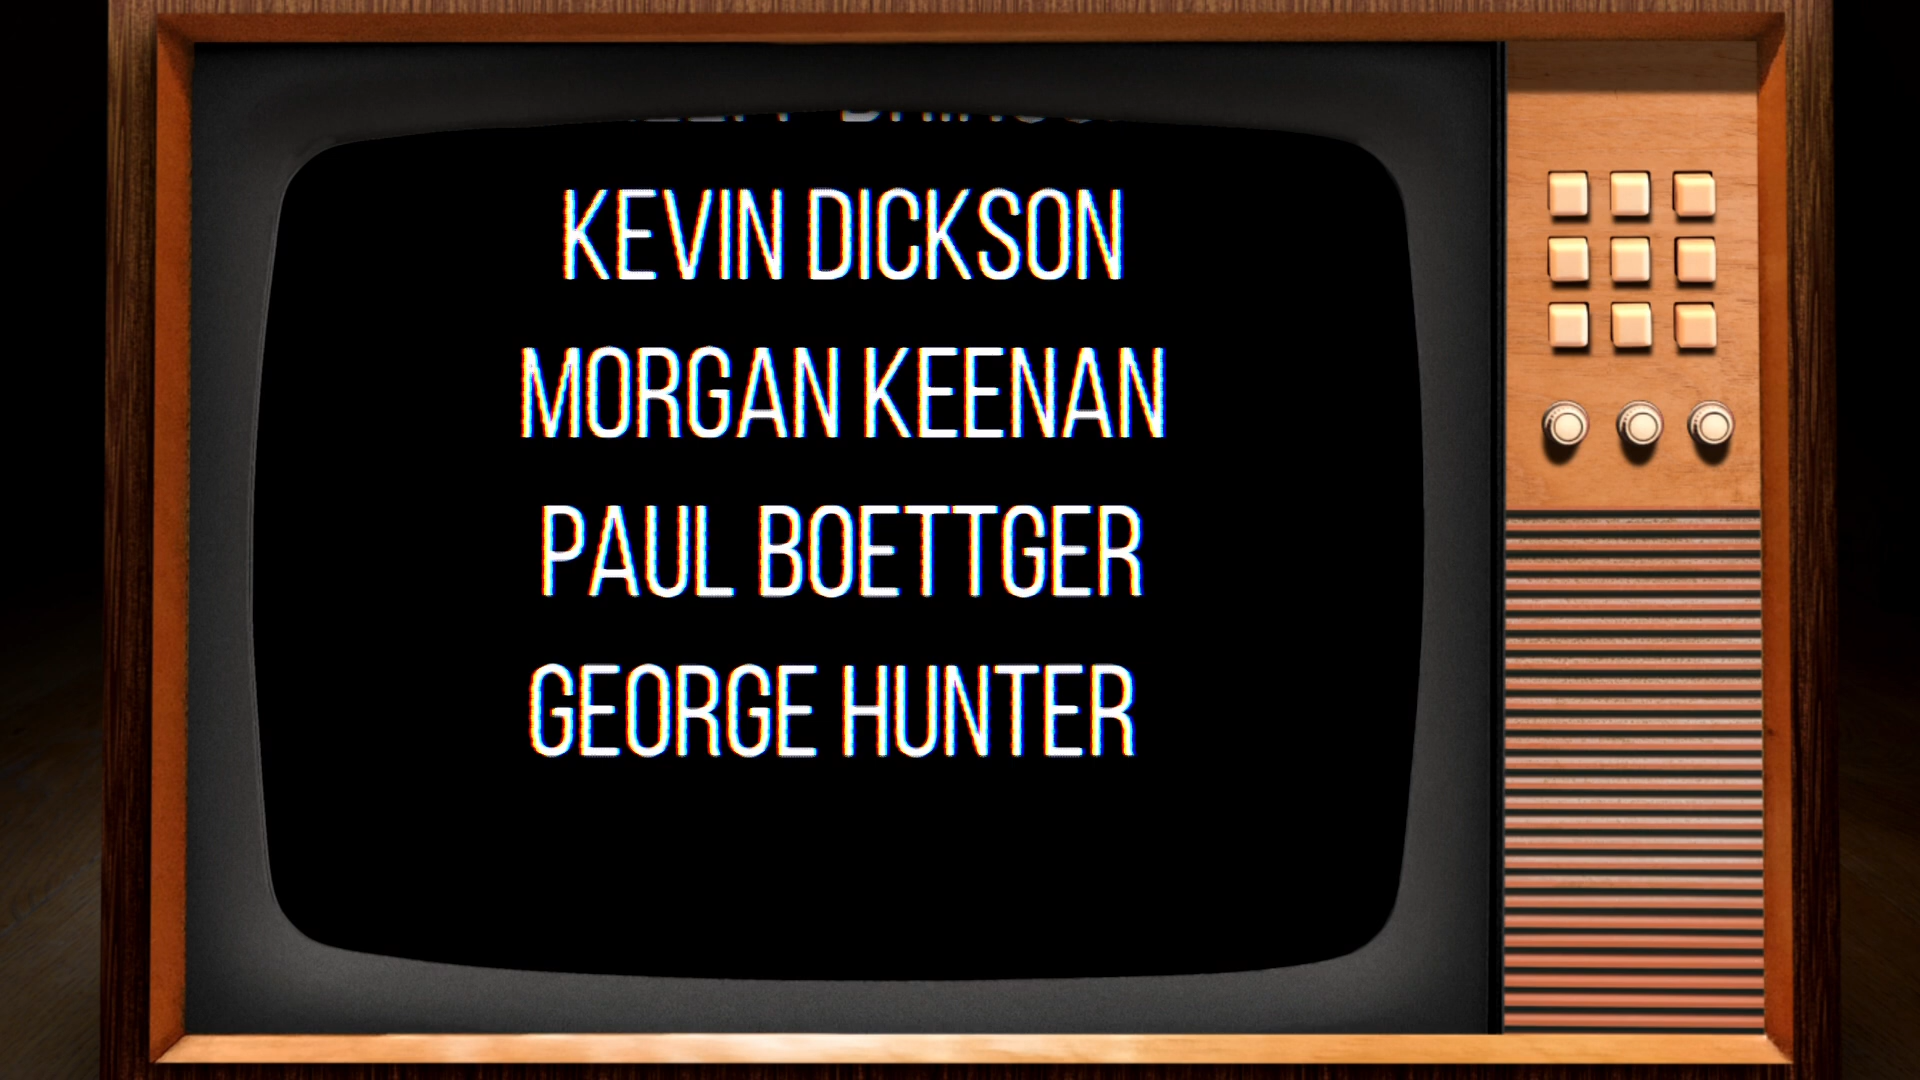 KEVIN DICKSON
MORGAN KEENAN
PAUL BOETTGER
GEORGE HUNTER